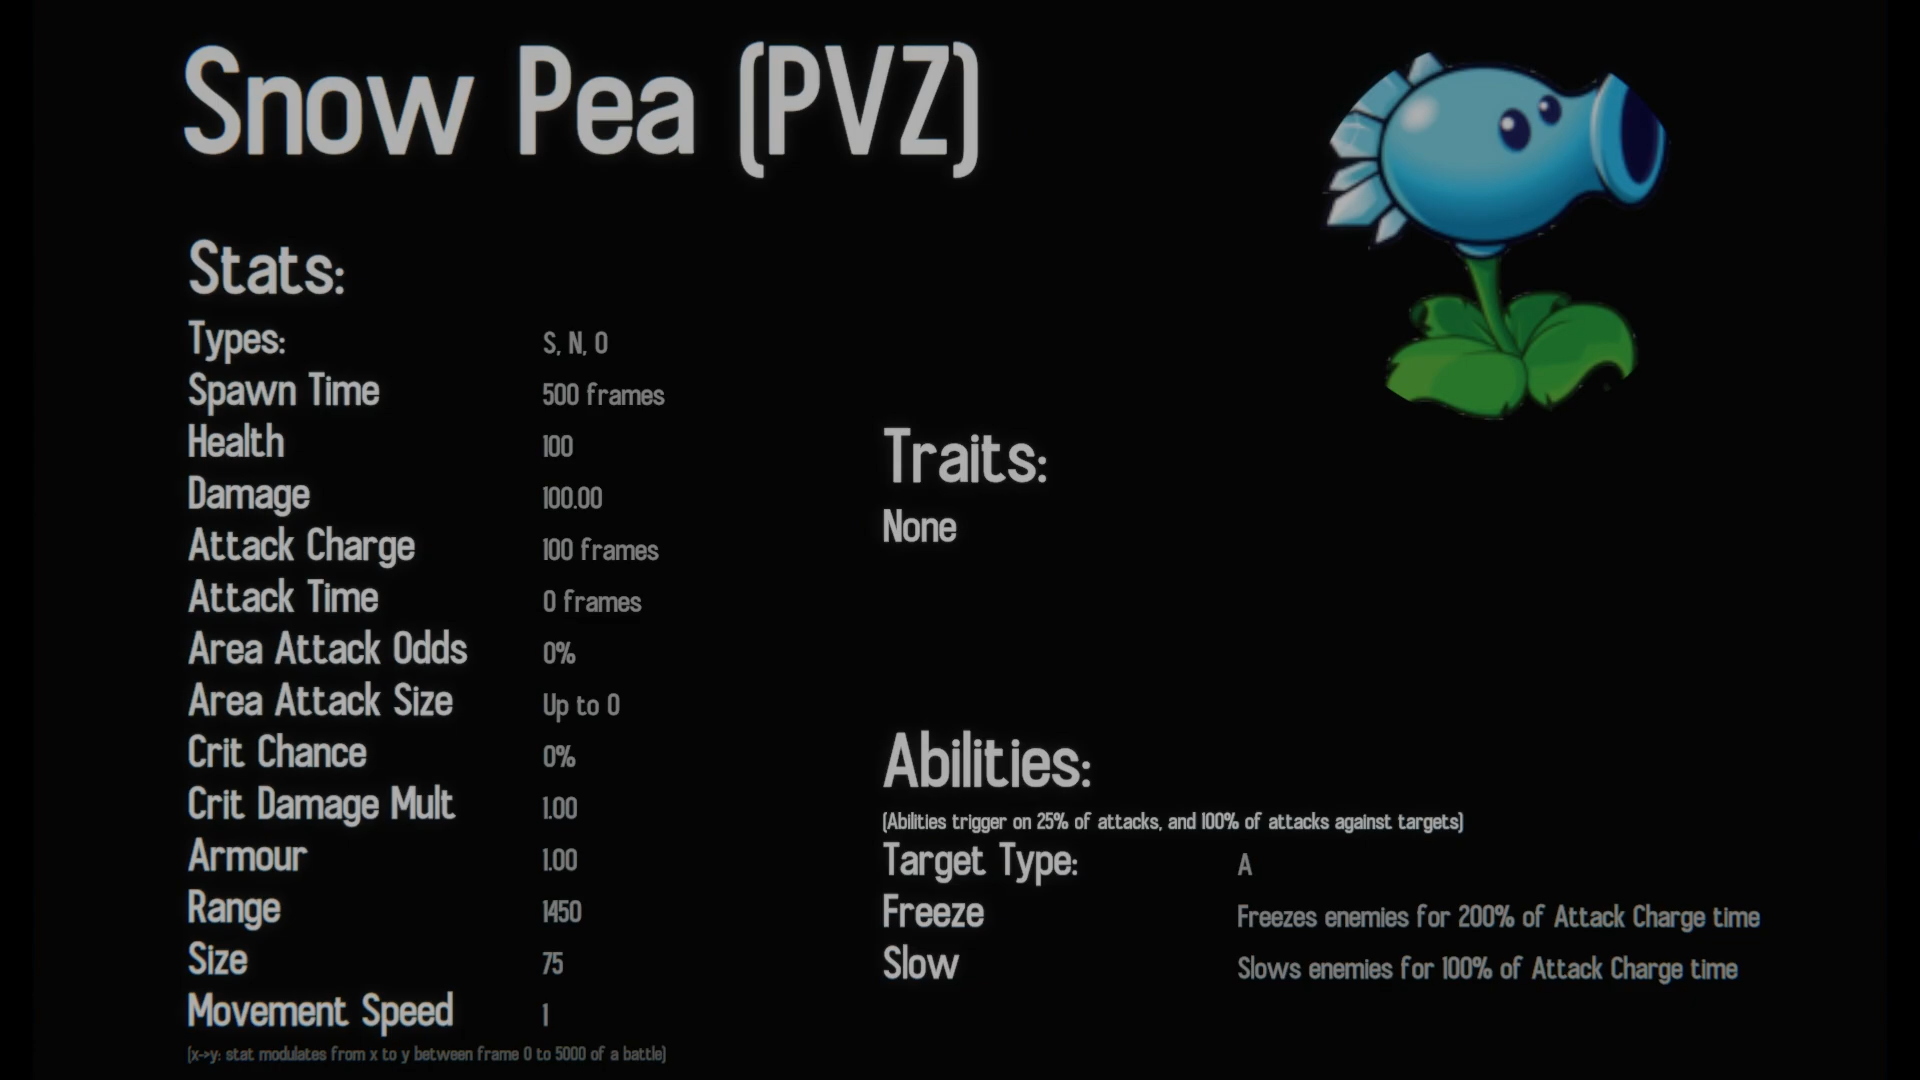 Snow Pea (PVZ)
Stats:
Types: S, N, O
Spawn Time 500 frames
Health 100
Damage 100.00
Attack Charge 100 frames
Attack Time 0 frames
Area Attack Odds 0%
Area Attack Size Up to 0
Crit Chance 0%
Crit Damage Mult 1.00
Armour 1.00
Range 1450
Size 75
Movement Speed 1
(x->y: stat modulates from x to y between frame 0 to 5000 of a battle)
Traits:
None
Abilities:
(Abilities trigger on 25% of attacks, and 100% of attacks against targets)
Target Type: A
Freeze Freezes enemies for 200% of Attack Charge time
Slow Slows enemies for 100% of Attack Charge time